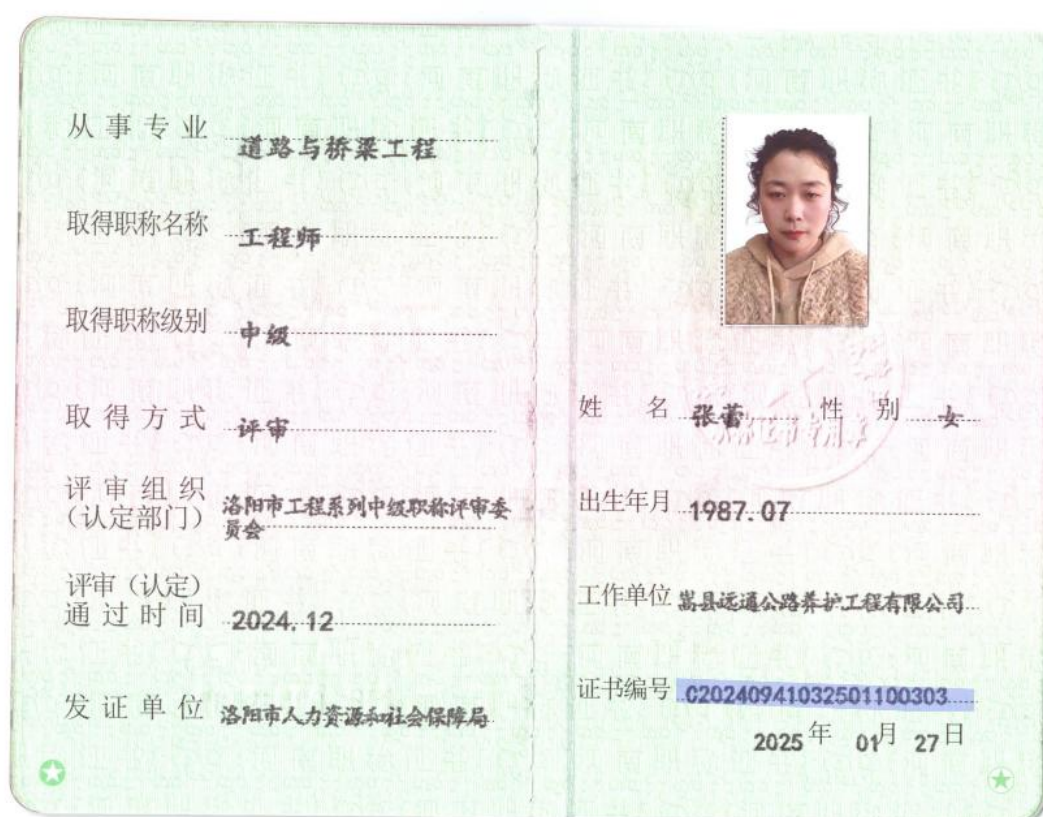 从事专业 道路与桥梁工程
取得职称名称 工程师
取得职称级别 中级
取得方式 评审
评审组织
(认定部门) 洛阳市工程系列中级职称评审委
员会
评审（认定）
通过时间 2024.12
发证单位 洛阳市人力资源和社会保障局
姓名 张蕾 性别 女
出生年月 1987.07
工作单位 嵩县远通公路养护工程有限公司
证书编号 C20240941032501100303
2025年 01月 27日